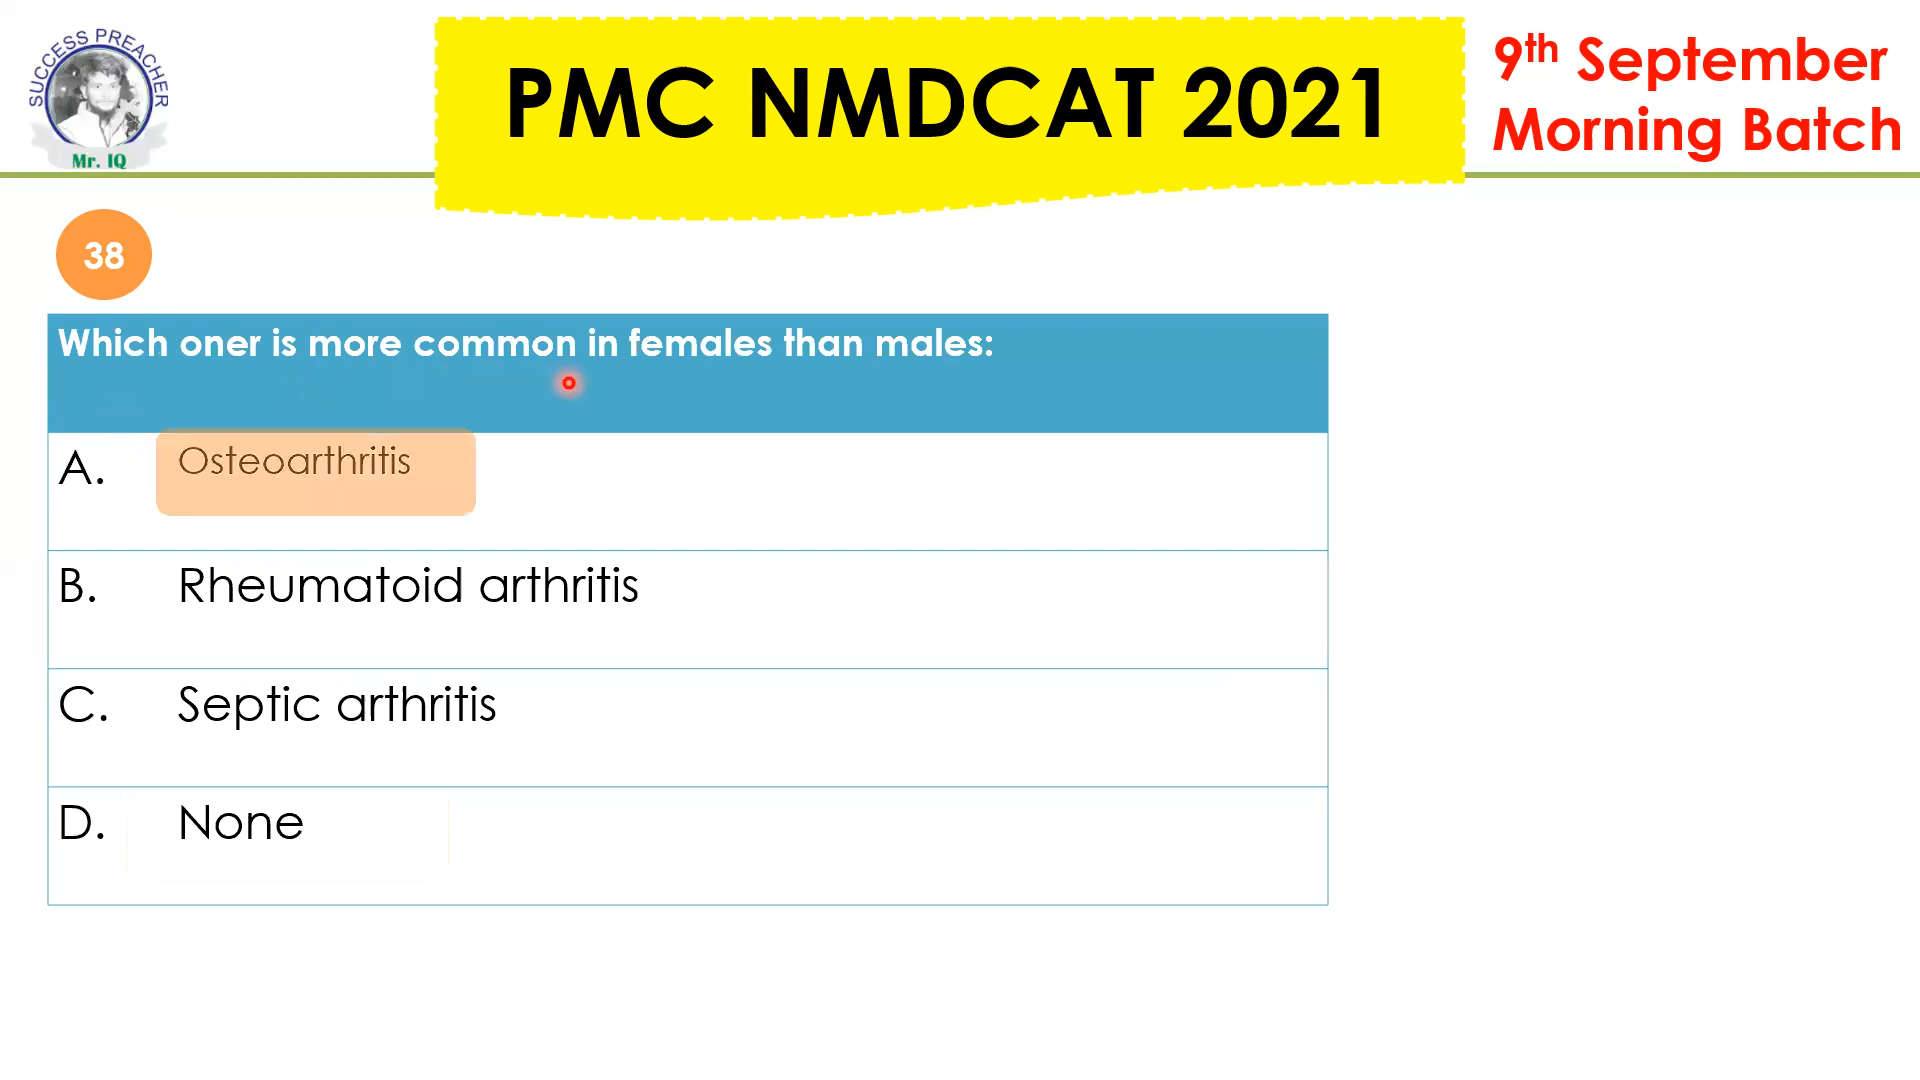 SUCCESS PREACHER
Mr. IQ
PMC NMDCAT 2021
9th September
Morning Batch
38
Which oner is more common in females than males:
A. Osteoarthritis
B. Rheumatoid arthritis
C. Septic arthritis
D. None